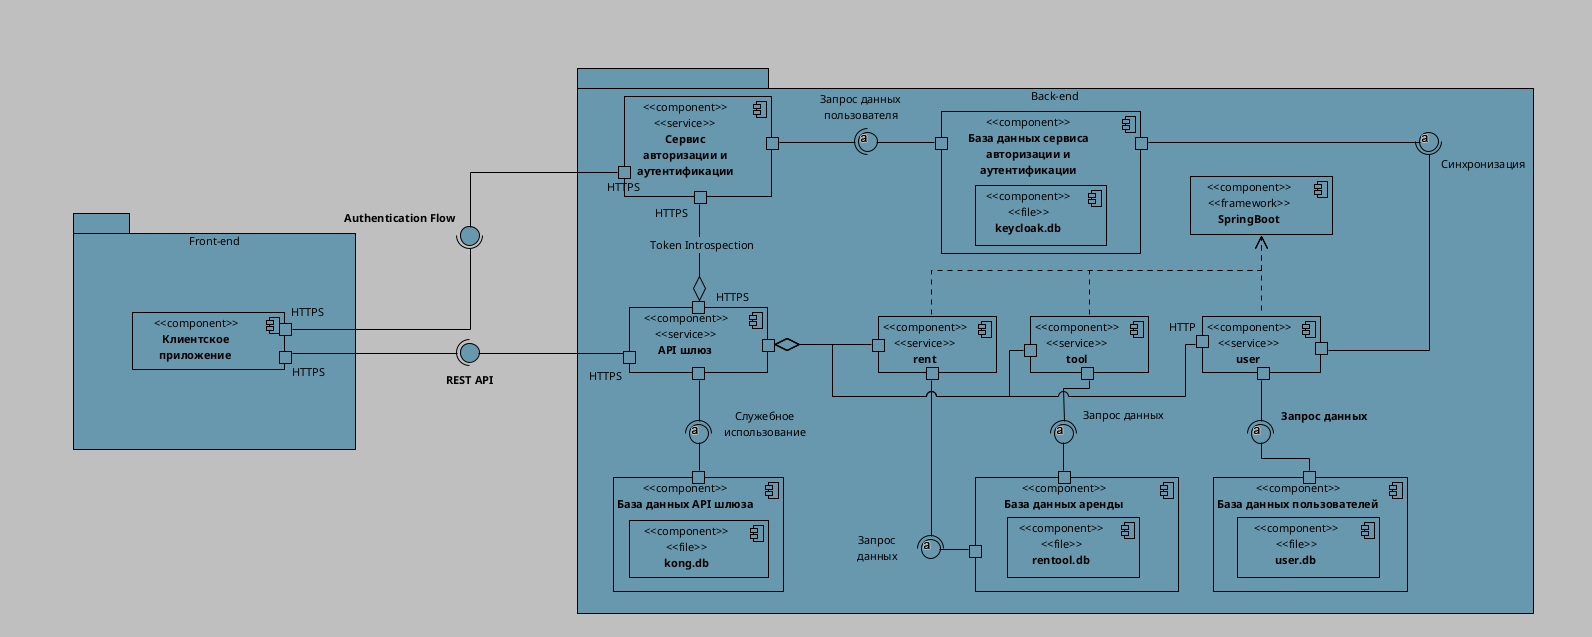 Front-end
<<component>>
Клиентское
приложение
HTTPS
HTTPS
Authentication Flow
REST API
Back-end
<<component>>
<<service>>
Сервис
авторизации и
аутентификации
HTTPS
HTTPS
Запрос данных
пользователя
a
<<component>>
База данных сервиса
авторизации и
аутентификации
<<component>>
<<file>>
keycloak.db
a
Синхронизация
<<component>>
<<framework>>
SpringBoot
Token Introspection
HTTPS
<<component>>
<<service>>
API шлюз
HTTPS
<<component>>
<<service>>
rent
<<component>>
<<service>>
tool
HTTP
<<component>>
<<service>>
user
a
Служебное
использование
a
Запрос данных
a
Запрос данных
<<component>>
База данных API шлюза
<<component>>
<<file>>
kong.db
Запрос
данных
a
<<component>>
База данных аренды
<<component>>
<<file>>
rentool.db
<<component>>
База данных пользователей
<<component>>
<<file>>
user.db